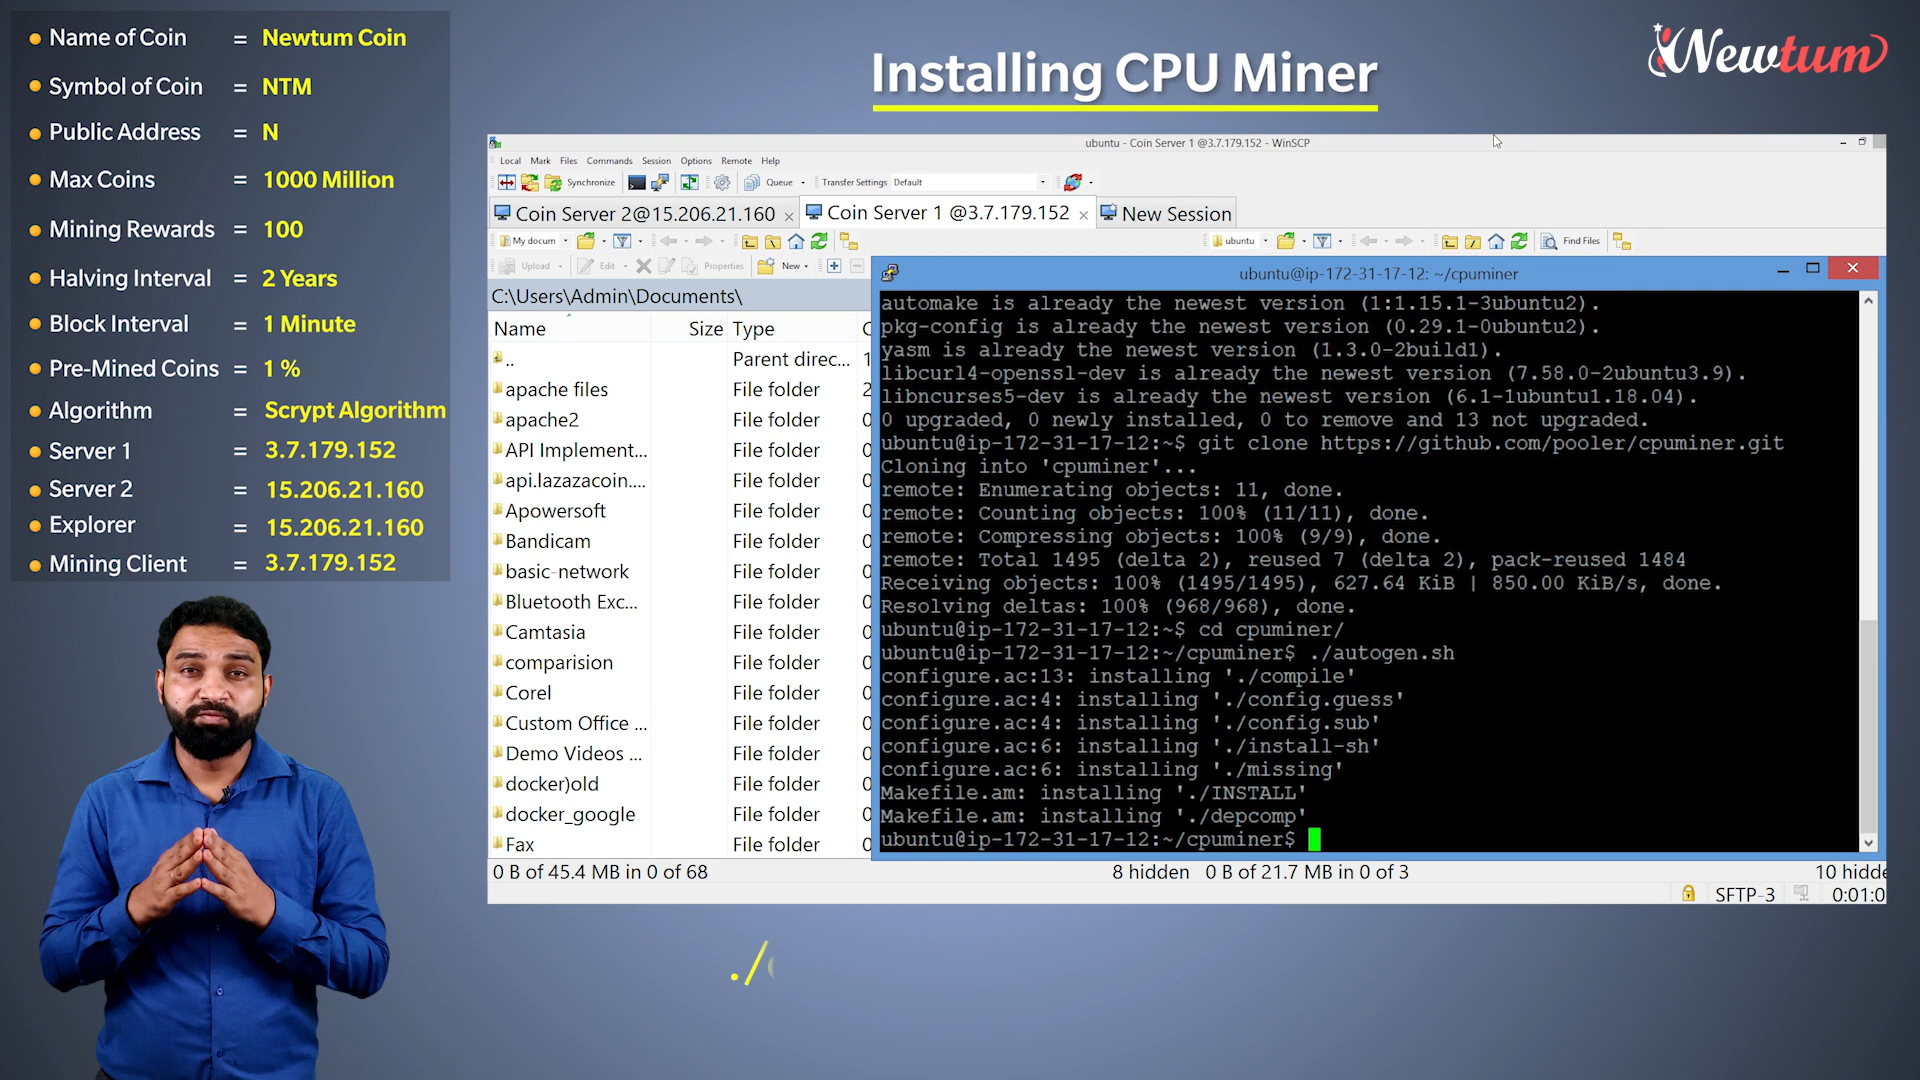 Name of Coin = Newtum Coin
Symbol of Coin = NTM
Public Address = N
Max Coins = 1000 Million
Mining Rewards = 100
Halving Interval = 2 Years
Block Interval = 1 Minute
Pre-Mined Coins = 1 %
Algorithm = Scrypt Algorithm
Server 1 = 3.7.179.152
Server 2 = 15.206.21.160
Explorer = 15.206.21.160
Mining Client = 3.7.179.152
Installing CPU Miner
Newtum
ubuntu - Coin Server 1 @3.7.179.152 - WinSCP
Local Mark Files Commands Session Options Remote Help
Synchronize Queue Transfer Settings Default
Coin Server 2@15.206.21.160 Coin Server 1 @3.7.179.152 New Session
My docum ubuntu Find Files
Upload Edit Properties New
C:\Users\Admin\Documents\
Name Size Type
.. Parent direc...
apache files File folder
apache2 File folder
API Implement... File folder
api.lazazacoin.... File folder
Apowersoft File folder
Bandicam File folder
basic-network File folder
Bluetooth Exc... File folder
Camtasia File folder
comparision File folder
Corel File folder
Custom Office ... File folder
Demo Videos ... File folder
docker)old File folder
docker_google File folder
Fax File folder
ubuntu@ip-172-31-17-12: ~/cpuminer
automake is already the newest version (1:1.15.1-3ubuntu2).
pkg-config is already the newest version (0.29.1-0ubuntu2).
yasm is already the newest version (1.3.0-2build1).
libcurl4-openssl-dev is already the newest version (7.58.0-2ubuntu3.9).
libncurses5-dev is already the newest version (6.1-1ubuntu1.18.04).
0 upgraded, 0 newly installed, 0 to remove and 13 not upgraded.
ubuntu@ip-172-31-17-12:~$ git clone https://github.com/pooler/cpuminer.git
Cloning into 'cpuminer'...
remote: Enumerating objects: 11, done.
remote: Counting objects: 100% (11/11), done.
remote: Compressing objects: 100% (9/9), done.
remote: Total 1495 (delta 2), reused 7 (delta 2), pack-reused 1484
Receiving objects: 100% (1495/1495), 627.64 KiB | 850.00 KiB/s, done.
Resolving deltas: 100% (968/968), done.
ubuntu@ip-172-31-17-12:~$ cd cpuminer/
ubuntu@ip-172-31-17-12:~/cpuminer$ ./autogen.sh
configure.ac:13: installing './compile'
configure.ac:4: installing './config.guess'
configure.ac:4: installing './config.sub'
configure.ac:6: installing './install-sh'
configure.ac:6: installing './missing'
Makefile.am: installing './INSTALL'
Makefile.am: installing './depcomp'
ubuntu@ip-172-31-17-12:~/cpuminer$
0 B of 45.4 MB in 0 of 68 8 hidden 0 B of 21.7 MB in 0 of 3 10 hidde
SFTP-3 0:01:0
./